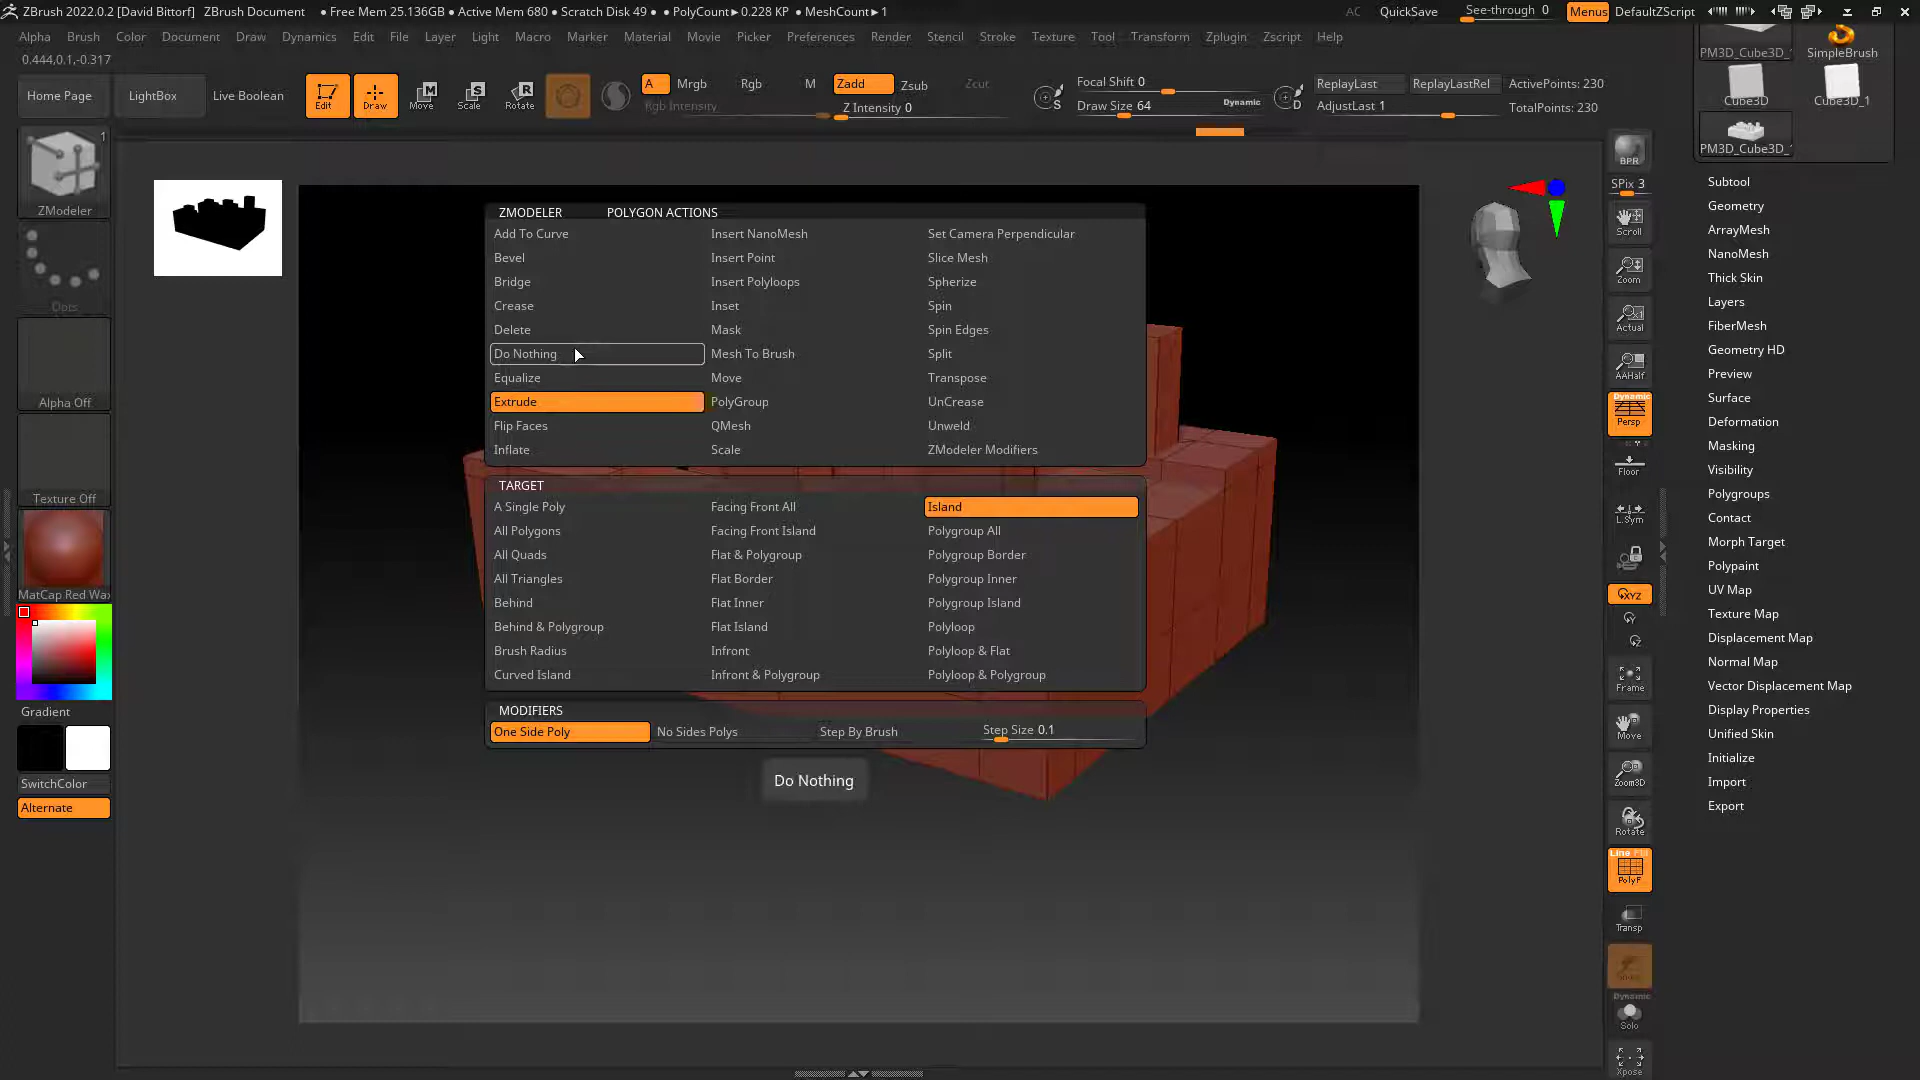 ZBrush 2022.0.2 [David Bittorf] ZBrush Document • Free Mem 25.136GB • Active Mem 680 • Scratch Disk 49 • • PolyCount►0.228 KP • MeshCount►1 AC QuickSave See-through 0 Menus DefaultZScript
Alpha Brush Color Document Draw Dynamics Edit File Layer Light Macro Marker Material Movie Picker Preferences Render Stencil Stroke Texture Tool Transform Zplugin Zscript Help
0.444,0.1,-0.317
Home Page LightBox Live Boolean Edit Draw Move Scale Rotate
A Mrgb Rgb M Zadd Zsub Zcut
Rgb Intensity Z Intensity 0
Focal Shift 0
Draw Size 64 Dynamic
S D
ReplayLast ReplayLastRel ActivePoints: 230
AdjustLast 1 TotalPoints: 230
1
ZModeler
Dots
Alpha Off
Texture Off
MatCap Red Wax
Gradient
SwitchColor
Alternate
ZMODELER POLYGON ACTIONS
Add To Curve Insert NanoMesh Set Camera Perpendicular
Bevel Insert Point Slice Mesh
Bridge Insert Polyloops Spherize
Crease Inset Spin
Delete Mask Spin Edges
Do Nothing Mesh To Brush Split
Equalize Move Transpose
Extrude PolyGroup UnCrease
Flip Faces QMesh Unweld
Inflate Scale ZModeler Modifiers
TARGET
A Single Poly Facing Front All Island
All Polygons Facing Front Island Polygroup All
All Quads Flat & Polygroup Polygroup Border
All Triangles Flat Border Polygroup Inner
Behind Flat Inner Polygroup Island
Behind & Polygroup Flat Island Polyloop
Brush Radius Infront Polyloop & Flat
Curved Island Infront & Polygroup Polyloop & Polygroup
MODIFIERS
One Side Poly No Sides Polys Step By Brush Step Size 0.1
Do Nothing
BPR
SPix 3
Scroll
Zoom
Actual
AAHalf
Dynamic
Persp
Floor
L.Sym
XYZ
Frame
Move
Zoom3D
Rotate
Line Fill
PolyF
Transp
Dynamic
Solo
Xpose
PM3D_Cube3D_1 SimpleBrush
Cube3D Cube3D_1
PM3D_Cube3D_1
Subtool
Geometry
ArrayMesh
NanoMesh
Thick Skin
Layers
FiberMesh
Geometry HD
Preview
Surface
Deformation
Masking
Visibility
Polygroups
Contact
Morph Target
Polypaint
UV Map
Texture Map
Displacement Map
Normal Map
Vector Displacement Map
Display Properties
Unified Skin
Initialize
Import
Export